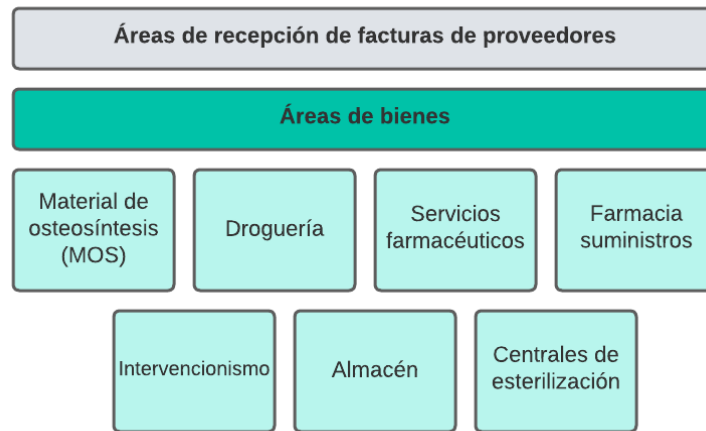 Áreas de recepción de facturas de proveedores
Áreas de bienes
Material de
osteosíntesis
(MOS)
Droguería
Servicios
farmacéuticos
Farmacia
suministros
Intervencionismo
Almacén
Centrales de
esterilización